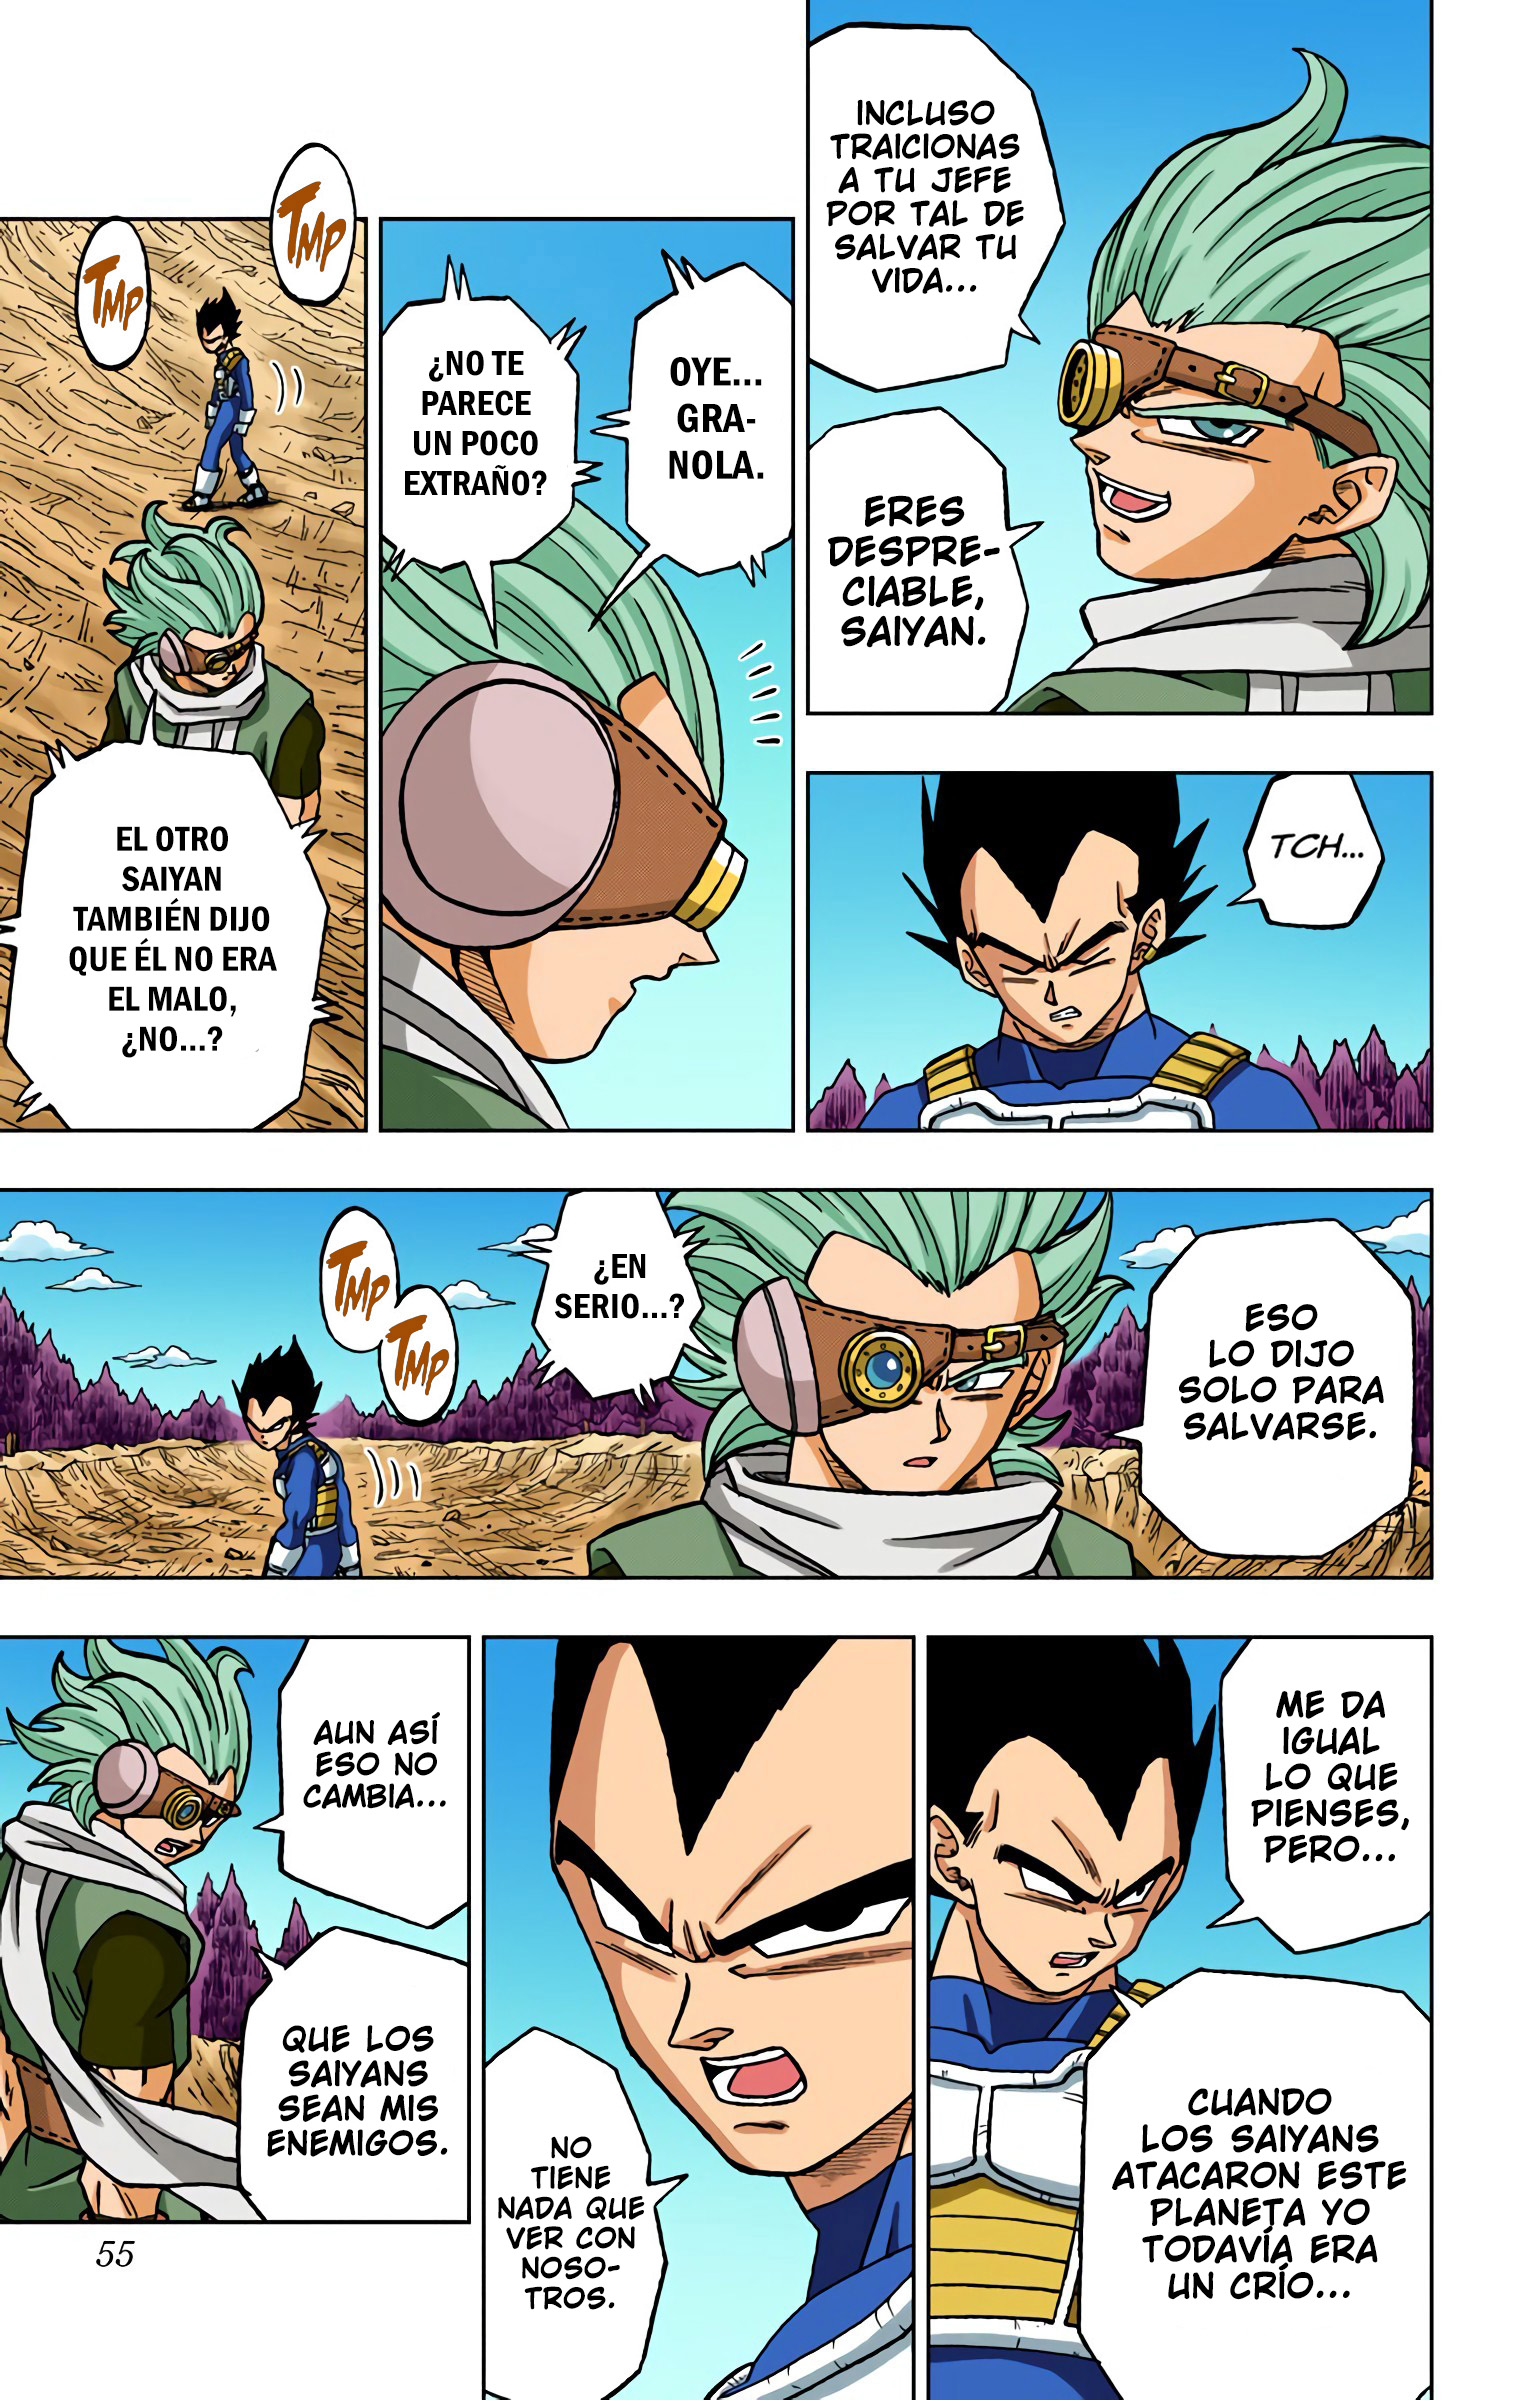 INCLUSO
TRAICIONAS
A TU JEFE
POR TAL DE
SALVAR TU
VIDA...
ERES
DESPRE-
CIABLE,
SAIYAN.
TCH...
OYE...
GRA-
NOLA.
¿NO TE
PARECE
UN POCO
EXTRAÑO?
TMP
TMP
EL OTRO
SAIYAN
TAMBIÉN DIJO
QUE ÉL NO ERA
EL MALO,
¿NO...?
ESO
LO DIJO
SOLO PARA
SALVARSE.
¿EN
SERIO...?
TMP
TMP
ME DA
IGUAL
LO QUE
PIENSES,
PERO...
CUANDO
LOS SAIYANS
ATACARON ESTE
PLANETA YO
TODAVÍA ERA
UN CRÍO...
NO
TIENE
NADA QUE
VER CON
NOSO-
TROS.
AUN ASÍ
ESO NO
CAMBIA...
QUE LOS
SAIYANS
SEAN MIS
ENEMIGOS.
55